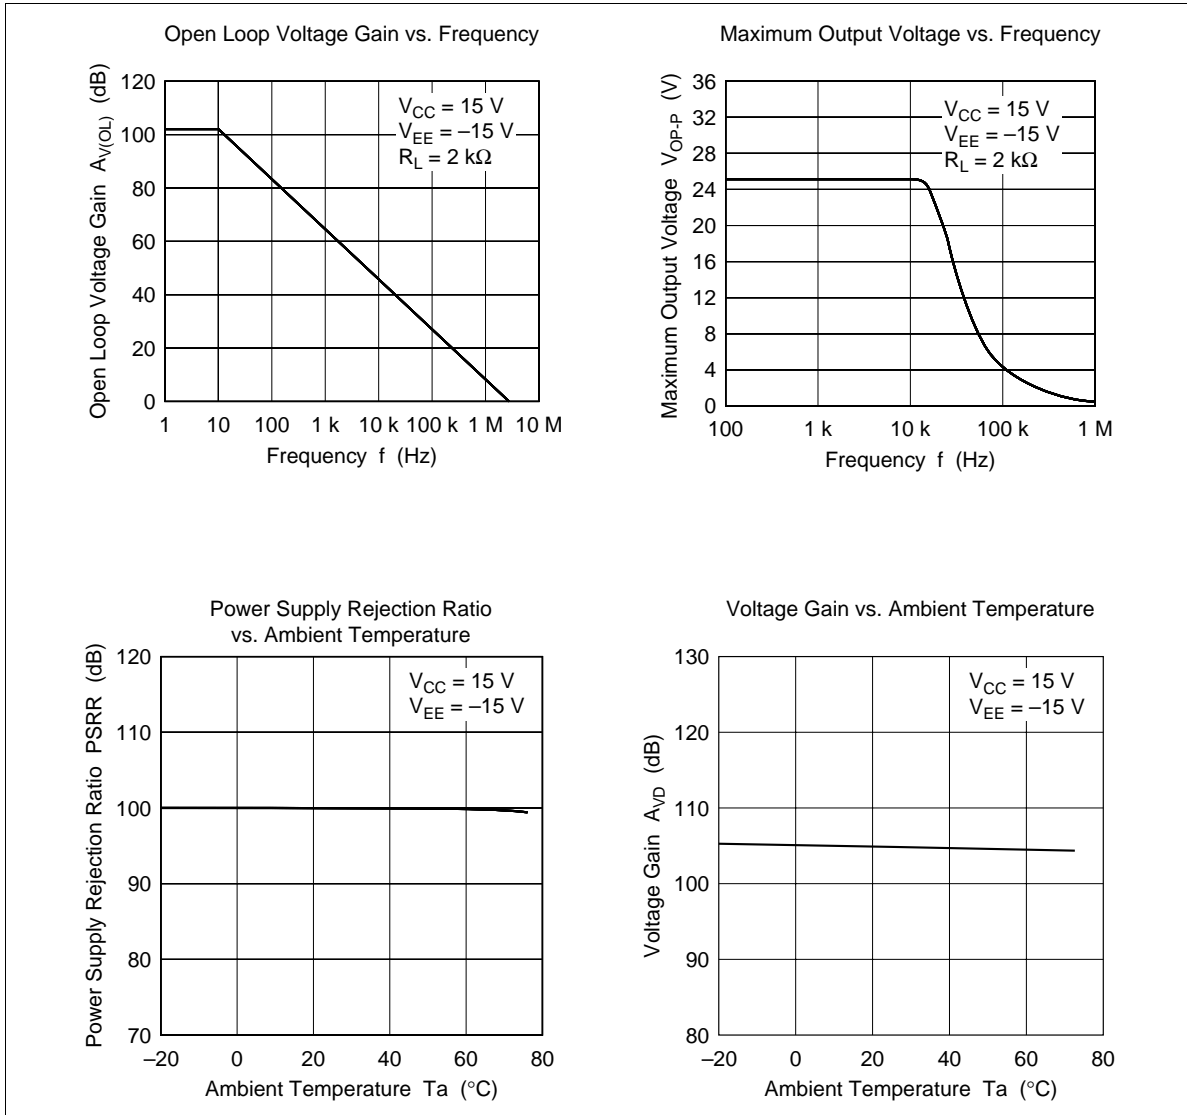 Open Loop Voltage Gain vs. Frequency
Open Loop Voltage Gain AV(OL) (dB)
120
100
80
60
40
20
0
VCC = 15 V
VEE = –15 V
RL = 2 kΩ
1 10 100 1 k 10 k 100 k 1 M 10 M
Frequency f (Hz)
Maximum Output Voltage vs. Frequency
Maximum Output Voltage VOP-P (V)
36
32
28
24
20
16
12
8
4
0
VCC = 15 V
VEE = –15 V
RL = 2 kΩ
100 1 k 10 k 100 k 1 M
Frequency f (Hz)
Power Supply Rejection Ratio
vs. Ambient Temperature
Power Supply Rejection Ratio PSRR (dB)
120
110
100
90
80
70
VCC = 15 V
VEE = –15 V
–20 0 20 40 60 80
Ambient Temperature Ta (°C)
Voltage Gain vs. Ambient Temperature
Voltage Gain AVD (dB)
130
120
110
100
90
80
VCC = 15 V
VEE = –15 V
–20 0 20 40 60 80
Ambient Temperature Ta (°C)